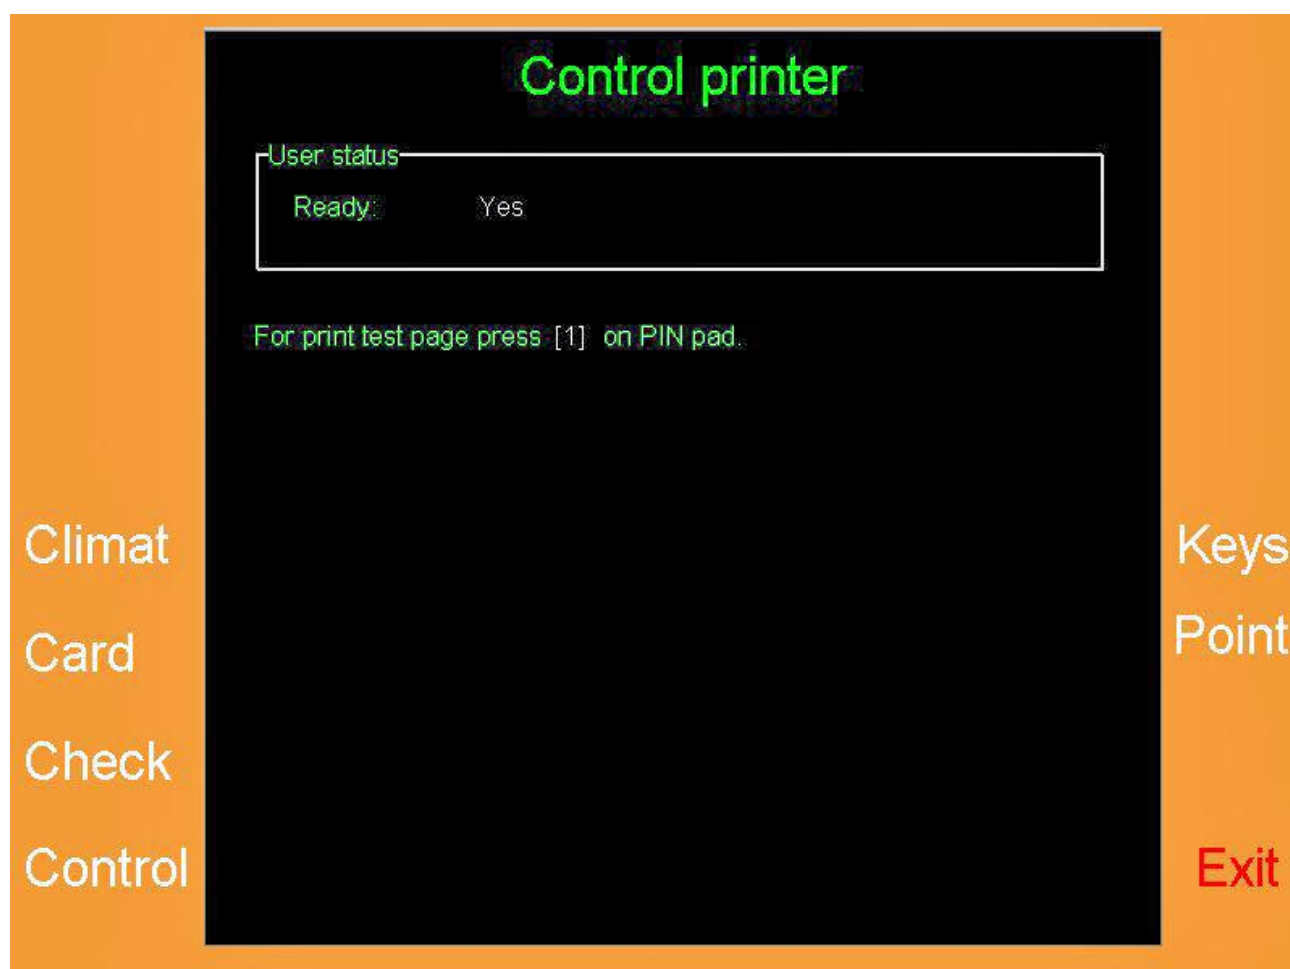 Control printer
User status
Ready: Yes
For print test page press [1] on PIN pad.
Climat
Keys
Card
Point
Check
Control
Exit